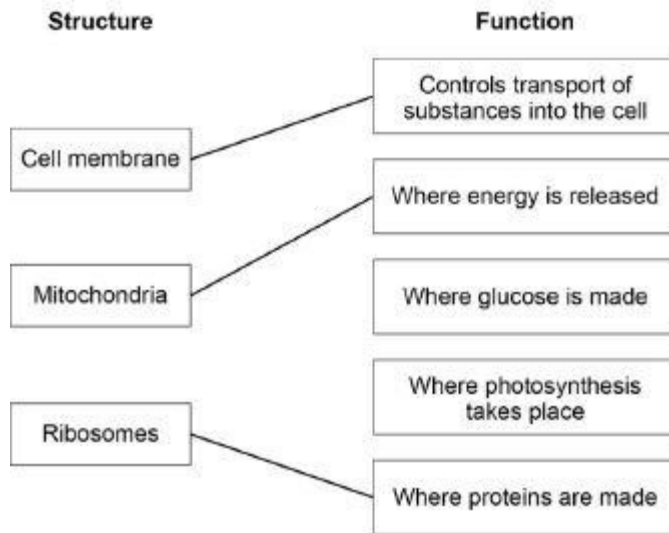 Structure
Function
Controls transport of
substances into the cell
Cell membrane
Where energy is released
Mitochondria
Where glucose is made
Where photosynthesis
takes place
Ribosomes
Where proteins are made